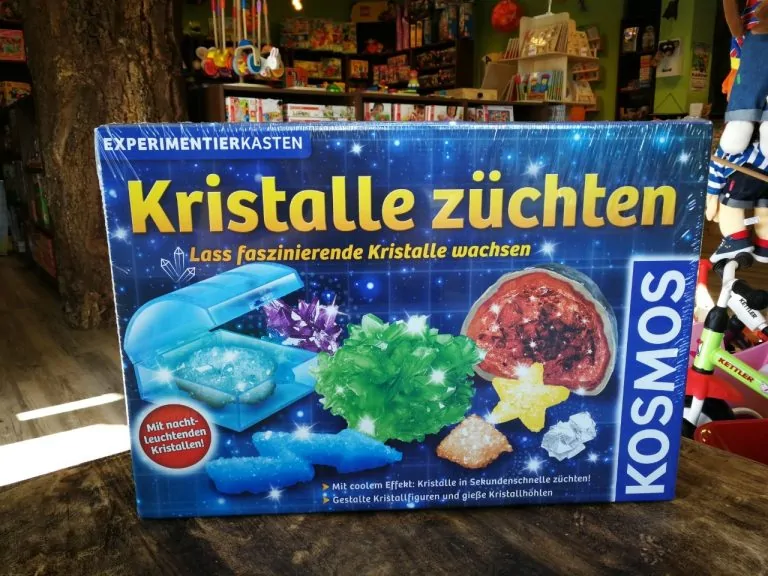 EXPERIMENTIERKASTEN
Kristalle züchten
Lass faszinierende Kristalle wachsen
KOSMOS
Mit nacht-
leuchtenden
Kristallen!
Mit coolem Effekt: Kristalle in Sekundenschnelle züchten!
Gestalte Kristallfiguren und gieße Kristallhöhlen
KETTLER
KETTLER